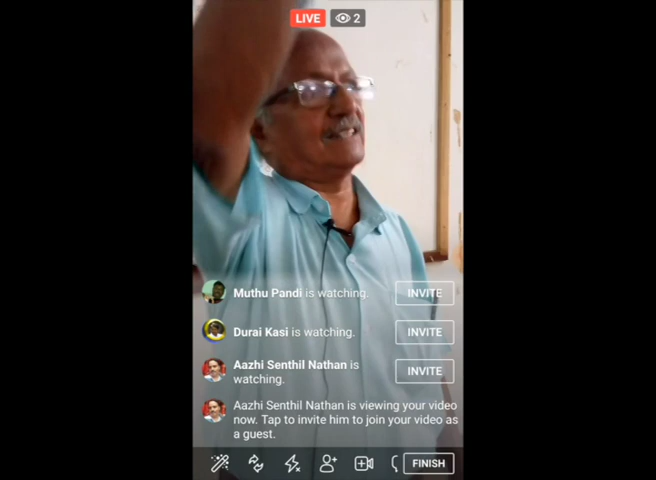 LIVE 2
Muthu Pandi is watching.
INVITE
Durai Kasi is watching.
INVITE
Aazhi Senthil Nathan is
watching.
INVITE
Aazhi Senthil Nathan is viewing your video
now. Tap to invite him to join your video as
a guest.
FINISH